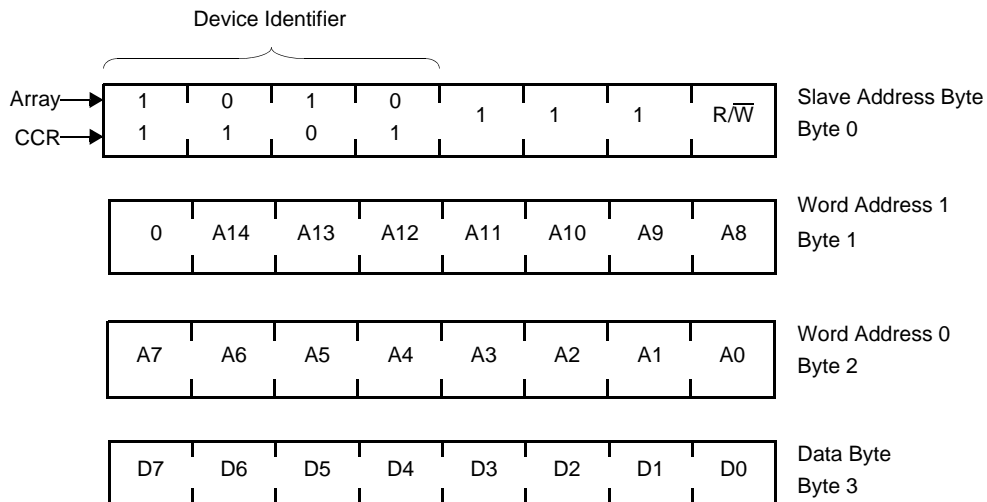 Device Identifier
Array 1 0 1 0 1 1 1 R/W̅ Slave Address Byte
CCR 1 1 0 1 Byte 0
0 A14 A13 A12 A11 A10 A9 A8 Word Address 1
Byte 1
A7 A6 A5 A4 A3 A2 A1 A0 Word Address 0
Byte 2
D7 D6 D5 D4 D3 D2 D1 D0 Data Byte
Byte 3